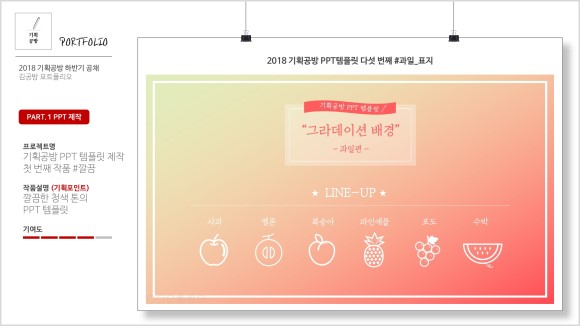 기획
공방
PORTFOLIO
2018 기획공방 하반기 공채
김공방 포트폴리오
PART. 1 PPT 제작
프로젝트명
기획공방 PPT 템플릿 제작
첫 번째 작품 #깔끔
작품설명 (기획포인트)
깔끔한 청색 톤의
PPT 템플릿
기여도
2018 기획공방 PPT템플릿 다섯 번째 #과일_표지
기획공방 PPT 템플릿
“그라데이션 배경”
– 과일편 –
★ LINE-UP ★
사과 멜론 복숭아 파인애플 포도 수박